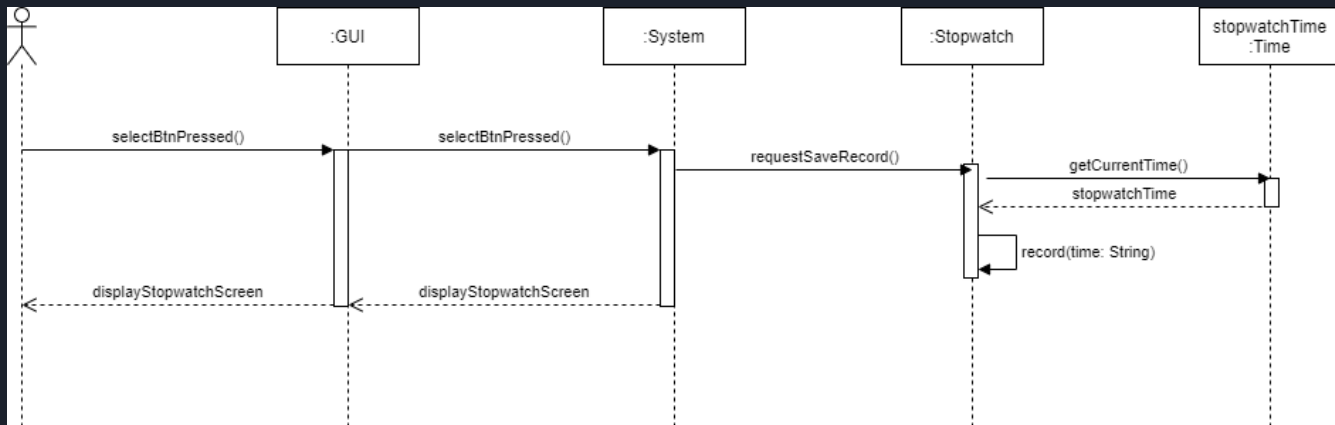 :GUI
:System
:Stopwatch
stopwatchTime
:Time
selectBtnPressed()
selectBtnPressed()
requestSaveRecord()
getCurrentTime()
stopwatchTime
record(time: String)
displayStopwatchScreen
displayStopwatchScreen